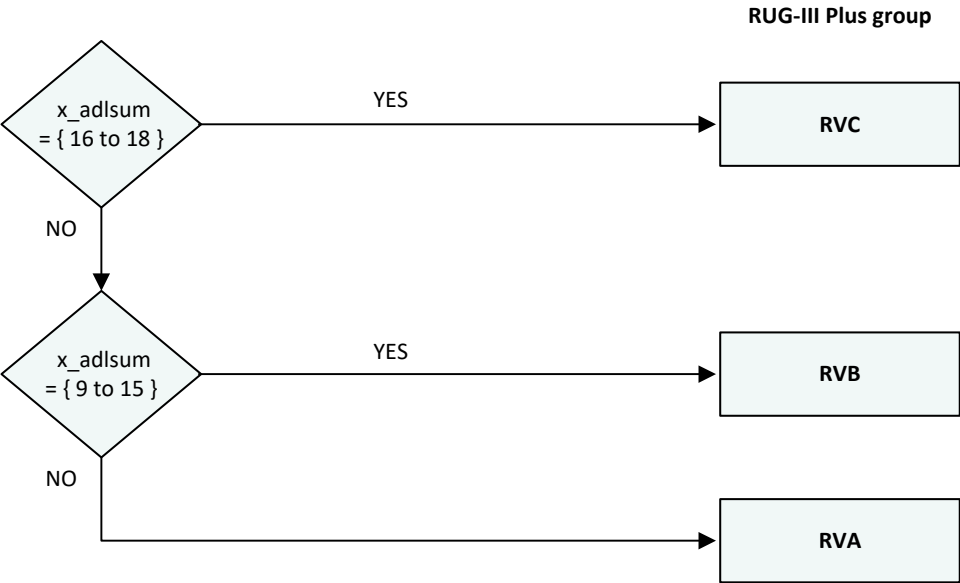 RUG-III Plus group
x_adlsum
= { 16 to 18 }
YES
RVC
NO
x_adlsum
= { 9 to 15 }
YES
RVB
NO
RVA